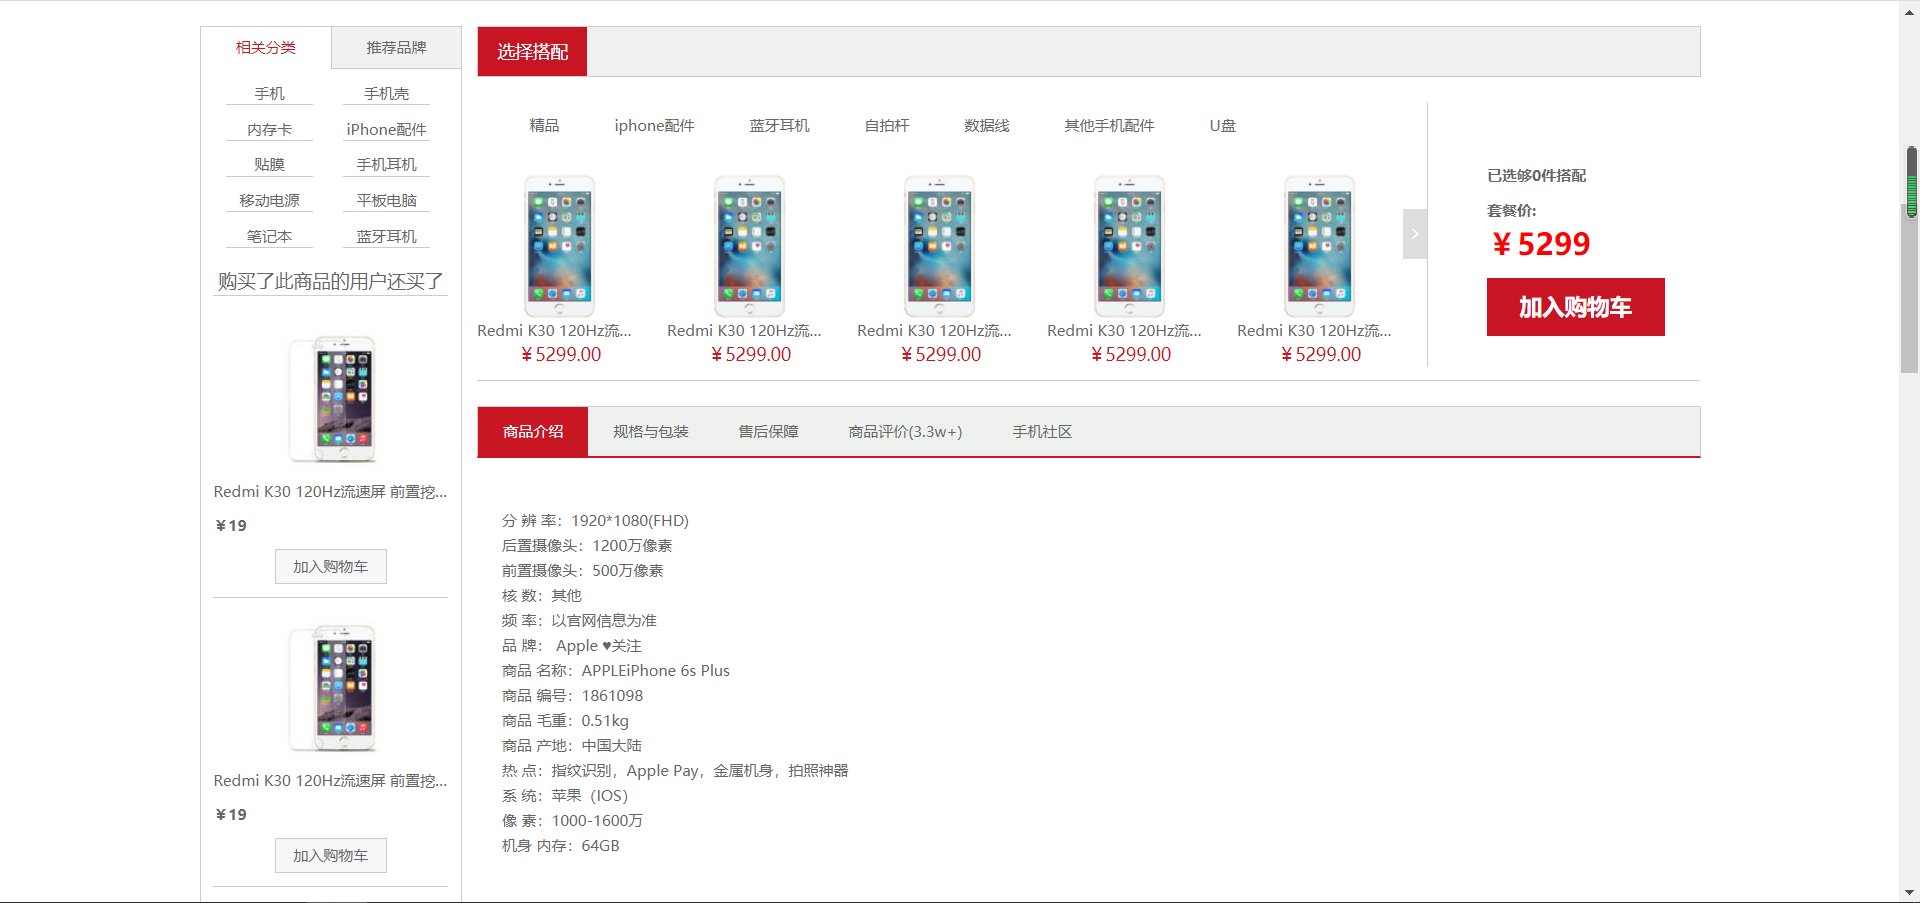 相关分类 推荐品牌
手机 手机壳
内存卡 iPhone配件
贴膜 手机耳机
移动电源 平板电脑
笔记本 蓝牙耳机
购买了此商品的用户还买了
Redmi K30 120Hz流速屏 前置挖...
¥19
加入购物车
Redmi K30 120Hz流速屏 前置挖...
¥19
加入购物车
选择搭配
精品 iphone配件 蓝牙耳机 自拍杆 数据线 其他手机配件 U盘
Redmi K30 120Hz流... Redmi K30 120Hz流... Redmi K30 120Hz流... Redmi K30 120Hz流... Redmi K30 120Hz流...
¥5299.00 ¥5299.00 ¥5299.00 ¥5299.00 ¥5299.00
已选够0件搭配
套餐价:
¥5299
加入购物车
商品介绍 规格与包装 售后保障 商品评价(3.3w+) 手机社区
分 辨 率：1920*1080(FHD)
后置摄像头：1200万像素
前置摄像头：500万像素
核 数：其他
频 率：以官网信息为准
品 牌： Apple ♥关注
商品 名称：APPLEiPhone 6s Plus
商品 编号：1861098
商品 毛重：0.51kg
商品 产地：中国大陆
热 点：指纹识别，Apple Pay，金属机身，拍照神器
系 统：苹果（IOS）
像 素：1000-1600万
机身 内存：64GB